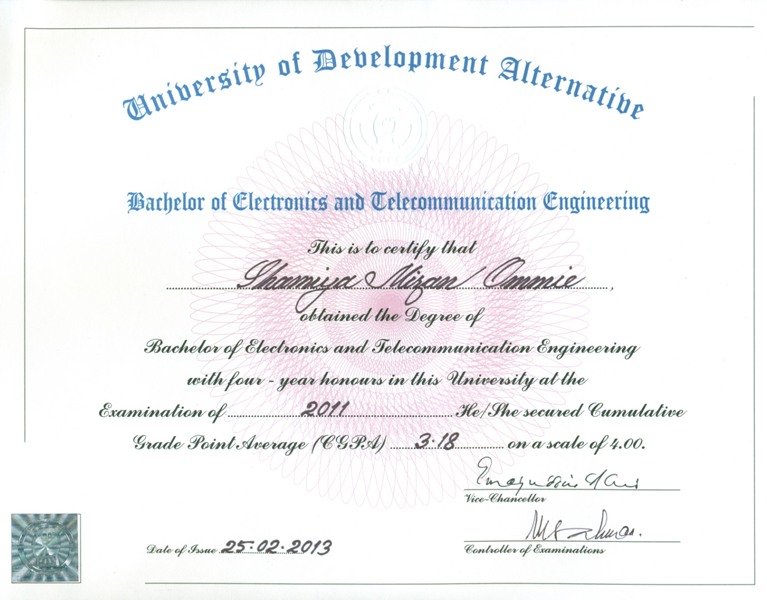 University of Development Alternative
Bachelor of Electronics and Telecommunication Engineering
This is to certify that
Shamiya Mizan Ommie,
obtained the Degree of
Bachelor of Electronics and Telecommunication Engineering
with four - year honours in this University at the
Examination of 2011 He/She secured Cumulative
Grade Point Average (CGPA) 3.18 on a scale of 4.00.
Vice-Chancellor
Date of Issue 25.02.2013
Controller of Examinations